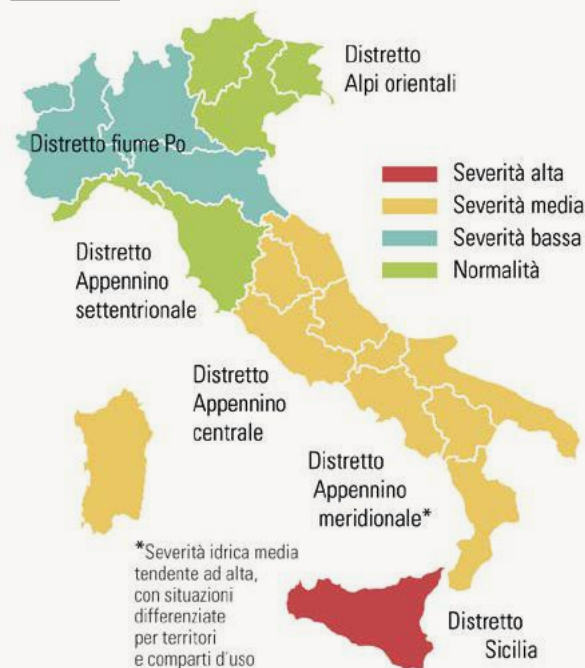 Distretto
Alpi orientali
Distretto fiume Po
Severità alta
Severità media
Severità bassa
Normalità
Distretto
Appennino
settentrionale
Distretto
Appennino
centrale
Distretto
Appennino
meridionale*
*Severità idrica media
tendente ad alta,
con situazioni
differenziate
per territori
e comparti d'uso
Distretto
Sicilia